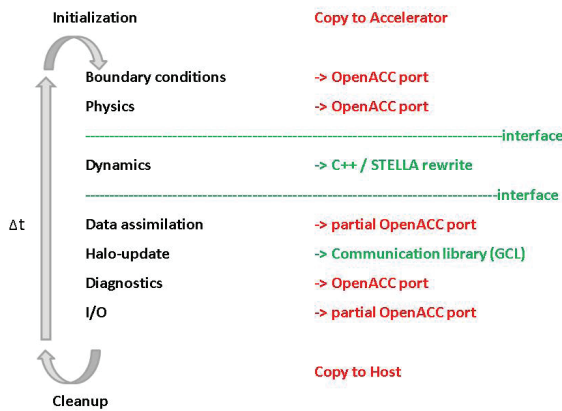 Initialization Copy to Accelerator
Boundary conditions -> OpenACC port
Physics -> OpenACC port
------------------------------------------------------------------------------------interface
Dynamics -> C++ / STELLA rewrite
------------------------------------------------------------------------------------interface
Data assimilation -> partial OpenACC port
Δt
Halo-update -> Communication library (GCL)
Diagnostics -> OpenACC port
I/O -> partial OpenACC port
Copy to Host
Cleanup